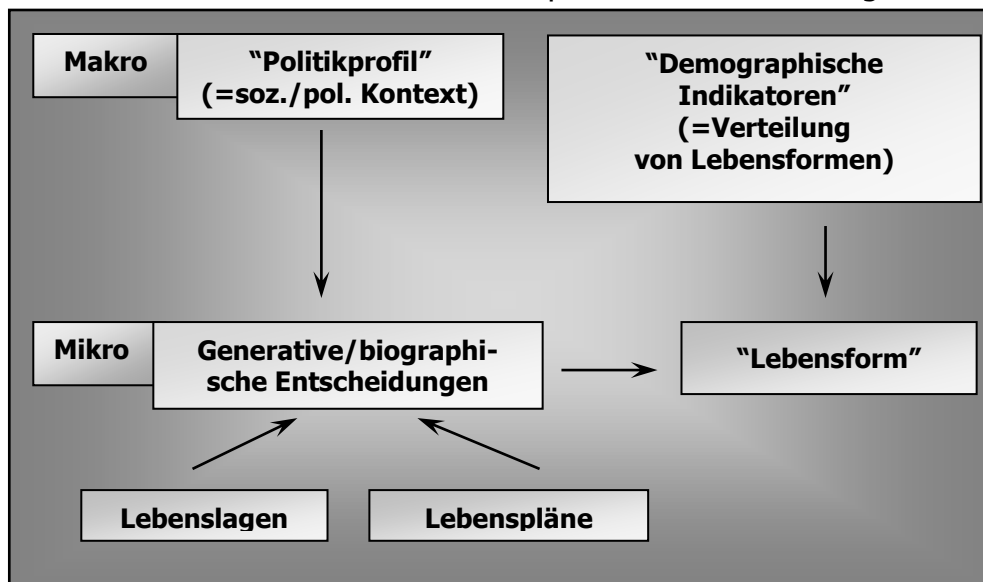 Makro
“Politikprofil”
(=soz./pol. Kontext)
“Demographische
Indikatoren”
(=Verteilung
von Lebensformen)
Mikro
Generative/biographi-
sche Entscheidungen
“Lebensform”
Lebenslagen
Lebenspläne